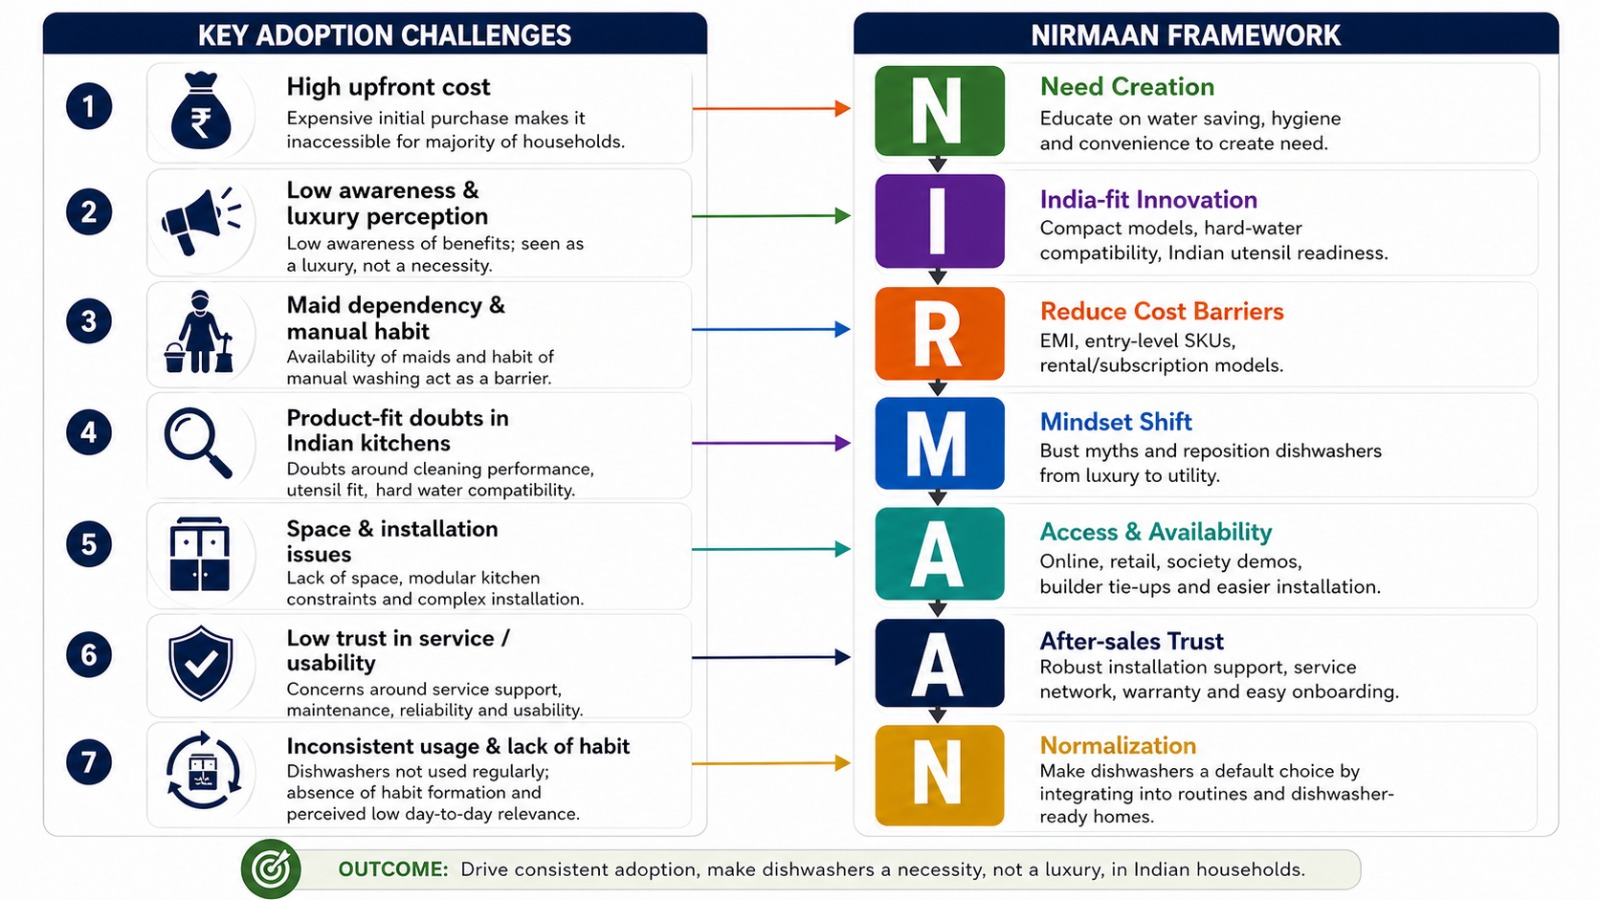 KEY ADOPTION CHALLENGES
1
₹
High upfront cost
Expensive initial purchase makes it
inaccessible for majority of households.
2
Low awareness &
luxury perception
Low awareness of benefits; seen as
a luxury, not a necessity.
3
Maid dependency &
manual habit
Availability of maids and habit of
manual washing act as a barrier.
4
Product-fit doubts in
Indian kitchens
Doubts around cleaning performance,
utensil fit, hard water compatibility.
5
Space & installation
issues
Lack of space, modular kitchen
constraints and complex installation.
6
Low trust in service /
usability
Concerns around service support,
maintenance, reliability and usability.
7
Inconsistent usage & lack of habit
Dishwashers not used regularly;
absence of habit formation and
perceived low day-to-day relevance.
NIRMAAN FRAMEWORK
N
Need Creation
Educate on water saving, hygiene
and convenience to create need.
I
India-fit Innovation
Compact models, hard-water
compatibility, Indian utensil readiness.
R
Reduce Cost Barriers
EMI, entry-level SKUs,
rental/subscription models.
M
Mindset Shift
Bust myths and reposition dishwashers
from luxury to utility.
A
Access & Availability
Online, retail, society demos,
builder tie-ups and easier installation.
A
After-sales Trust
Robust installation support, service
network, warranty and easy onboarding.
N
Normalization
Make dishwashers a default choice by
integrating into routines and dishwasher-
ready homes.
OUTCOME: Drive consistent adoption, make dishwashers a necessity, not a luxury, in Indian households.